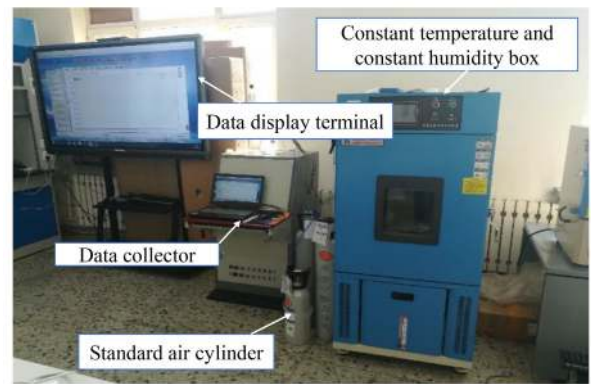 Constant temperature and
constant humidity box
Data display terminal
Data collector
Standard air cylinder